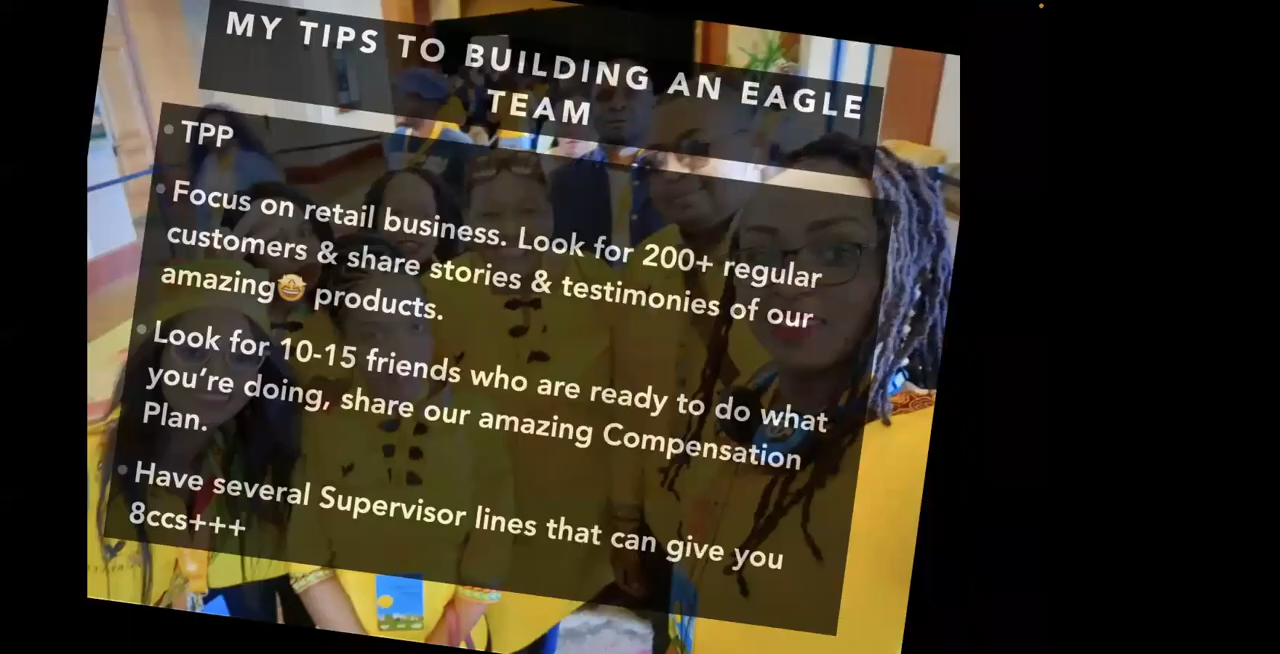 MY TIPS TO BUILDING AN EAGLE
TEAM
• TPP
• Focus on retail business. Look for 200+ regular
customers & share stories & testimonies of our
amazing🤩 products.
• Look for 10-15 friends who are ready to do what
you’re doing, share our amazing Compensation
Plan.
• Have several Supervisor lines that can give you
8ccs+++